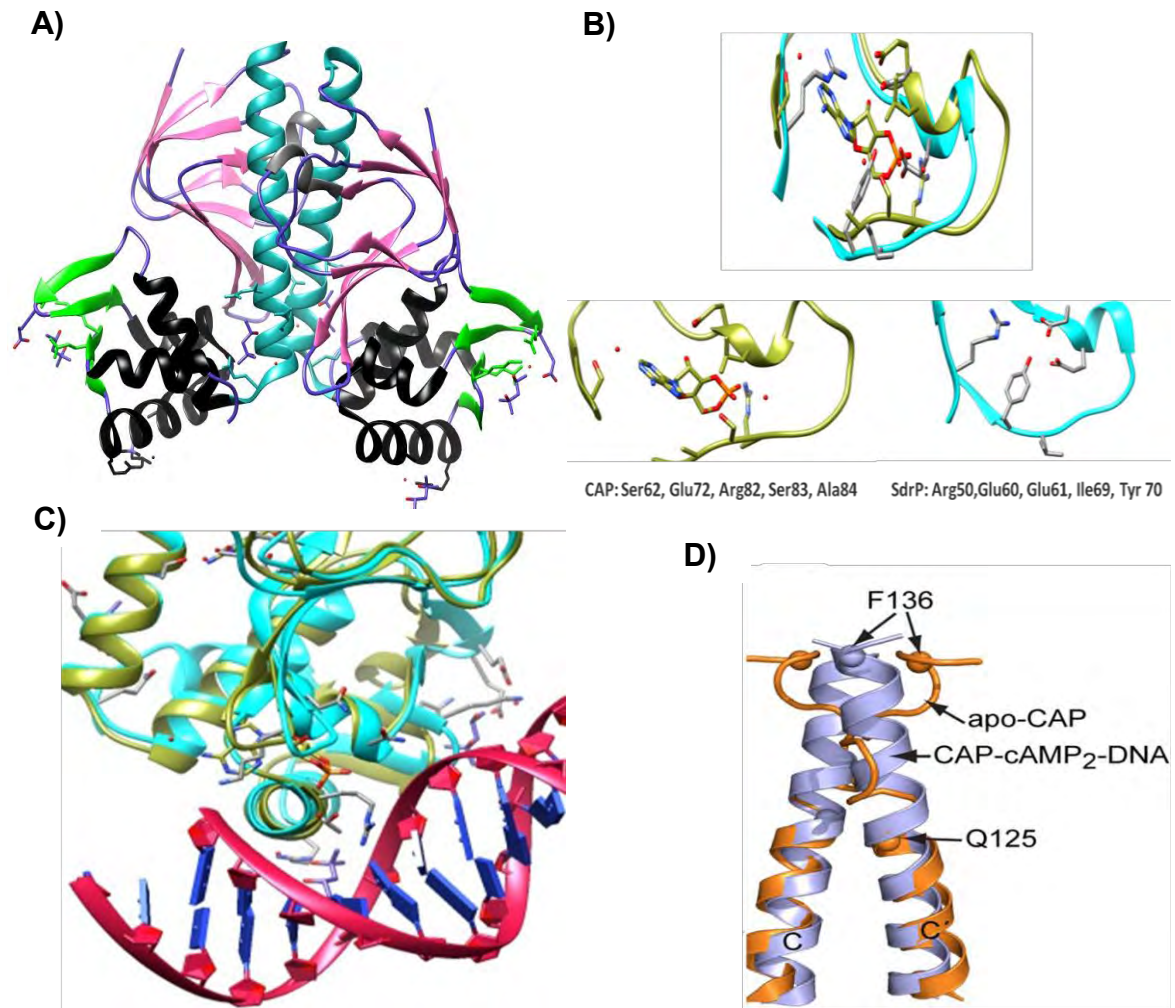 A)
B)
CAP: Ser62, Glu72, Arg82, Ser83, Ala84
SdrP: Arg50,Glu60, Glu61, Ile69, Tyr 70
C)
D)
F136
apo-CAP
CAP-cAMP₂-DNA
Q125
C
C'